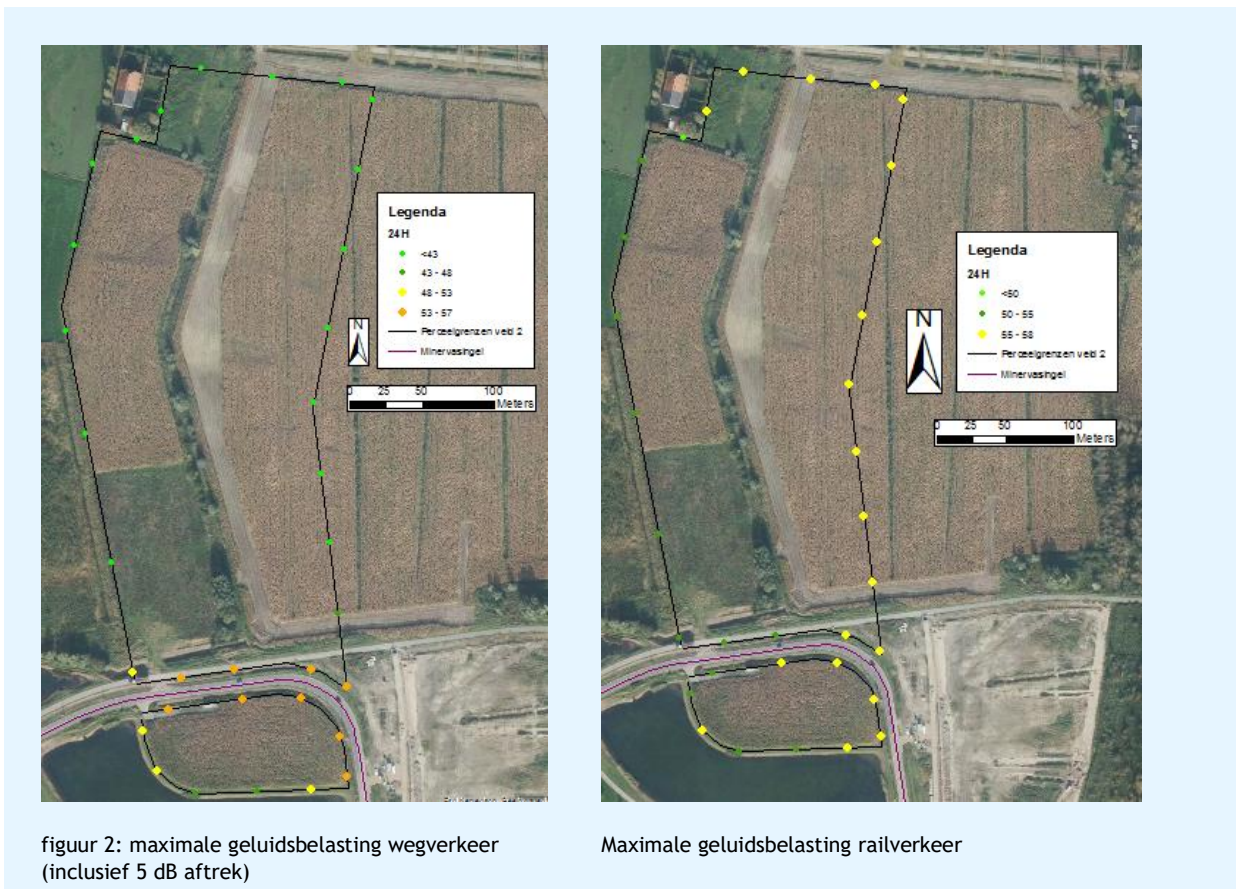 Legenda
24H
<43
43 - 48
48 - 53
53 - 57
Perceelgrenzen veld 2
Minervasingel
N
0 25 50 100
Meters
Legenda
24H
<50
50 - 55
55 - 58
Perceelgrenzen veld 2
Minervasingel
N
0 25 50 100
Meters
figuur 2: maximale geluidsbelasting wegverkeer
(inclusief 5 dB aftrek)
Maximale geluidsbelasting railverkeer